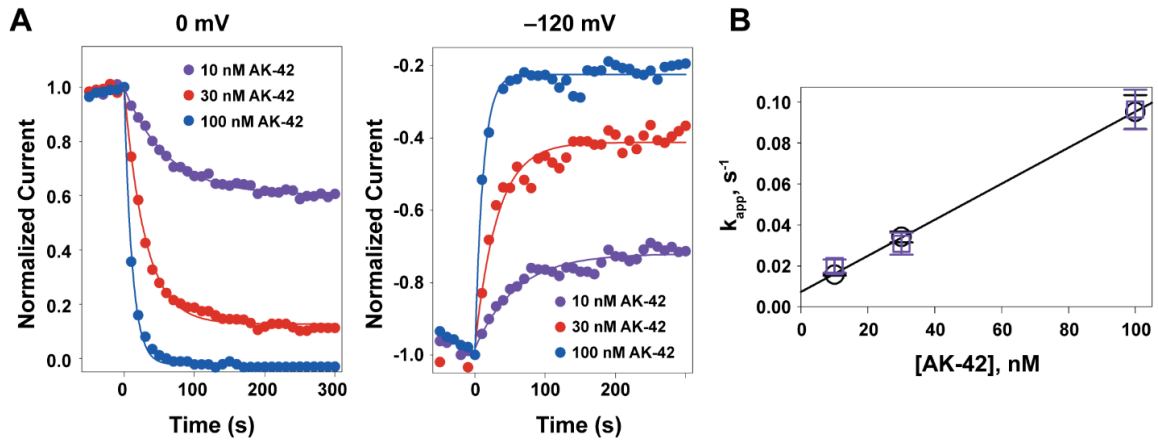 A
0 mV
–120 mV
B
1.0
0.8
0.6
0.4
0.2
0.0
Normalized Current
10 nM AK-42
30 nM AK-42
100 nM AK-42
0
100
200
300
Time (s)
-0.2
-0.4
-0.6
-0.8
-1.0
Normalized Current
10 nM AK-42
30 nM AK-42
100 nM AK-42
0
100
200
Time (s)
0.10
0.08
0.06
0.04
0.02
0.00
kapp, s-1
0
20
40
60
80
100
[AK-42], nM